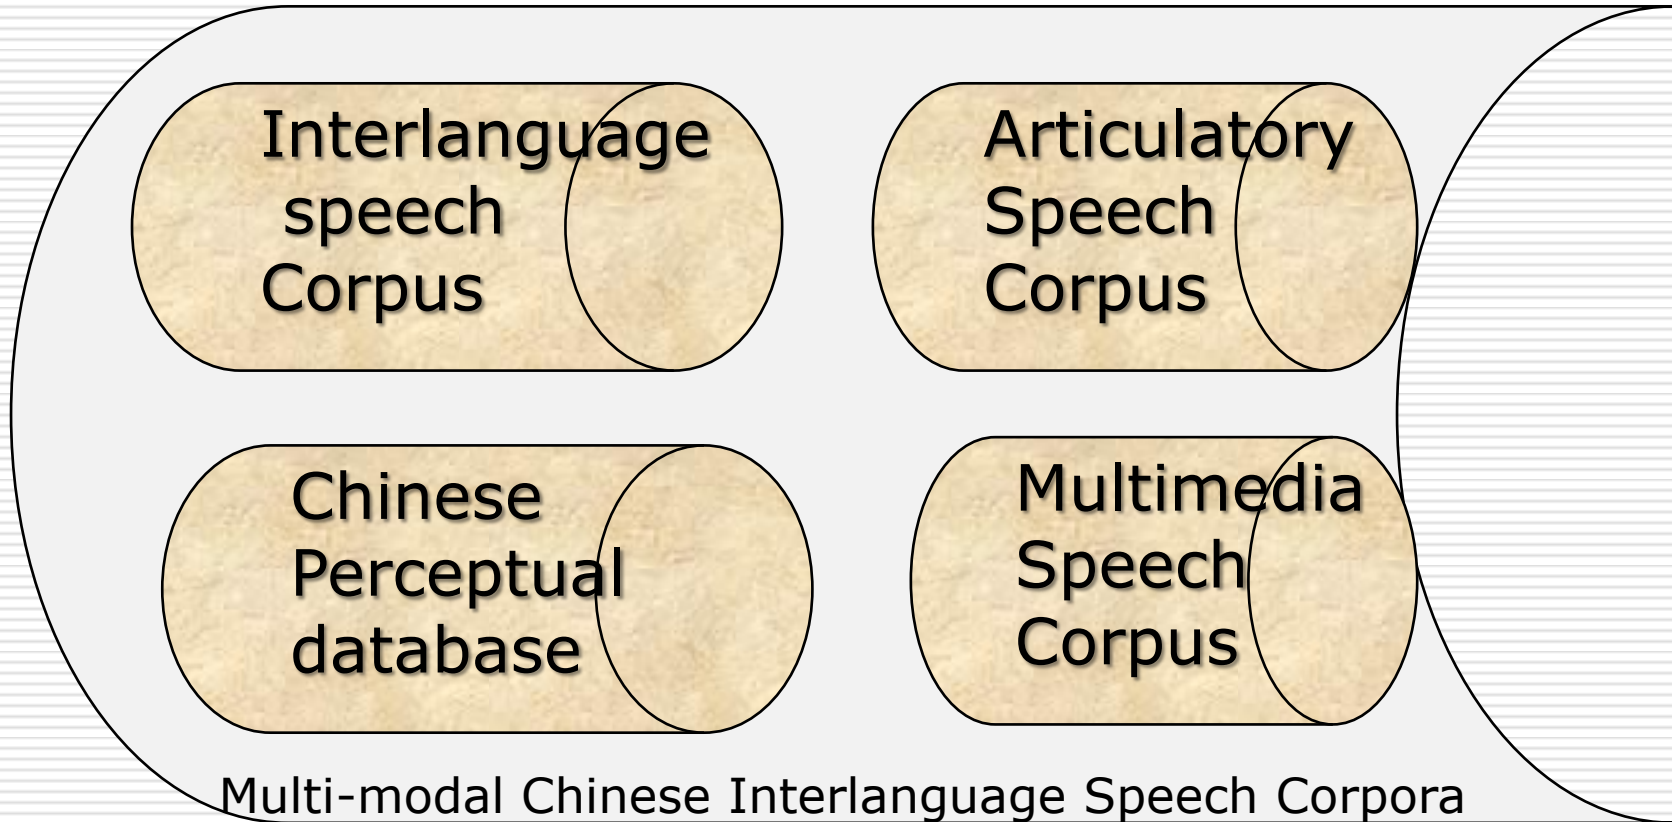 Interlanguage
speech
Corpus
Articulatory
Speech
Corpus
Chinese
Perceptual
database
Multimedia
Speech
Corpus
Multi-modal Chinese Interlanguage Speech Corpora